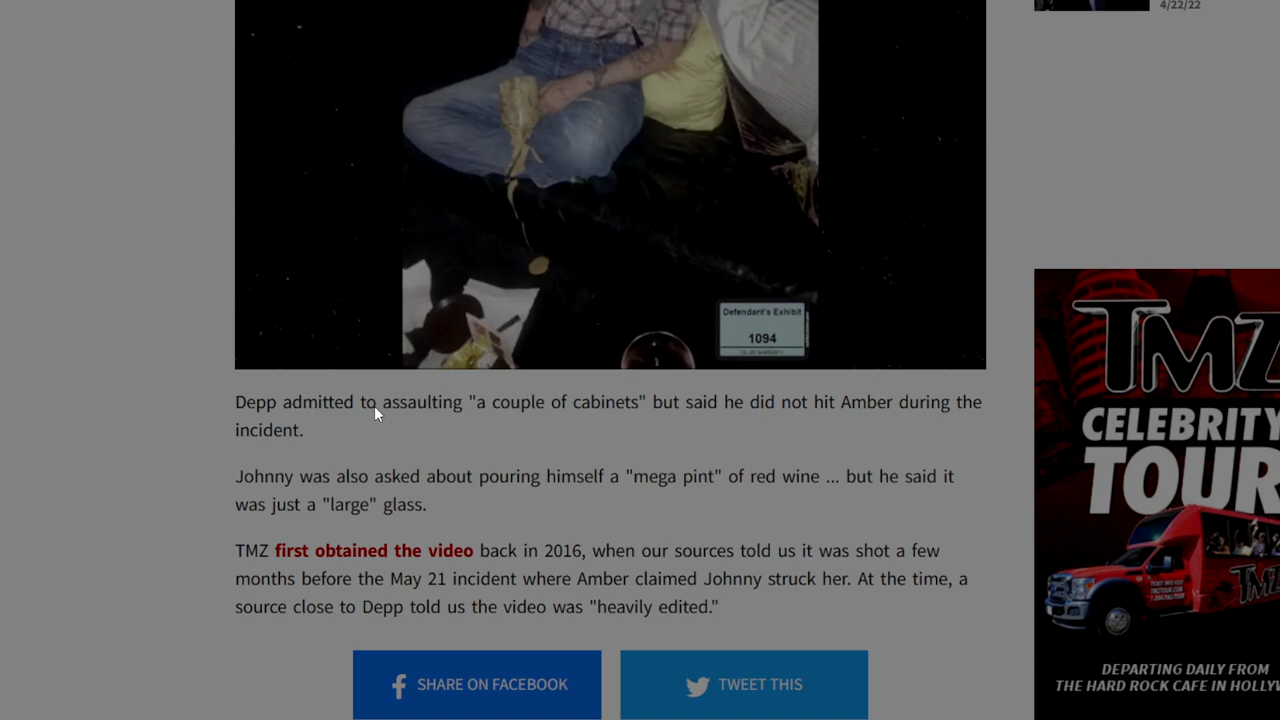 4/22/22
Defendant's Exhibit
1094
Depp admitted to assaulting "a couple of cabinets" but said he did not hit Amber during the
incident.
Johnny was also asked about pouring himself a "mega pint" of red wine ... but he said it
was just a "large" glass.
TMZ first obtained the video back in 2016, when our sources told us it was shot a few
months before the May 21 incident where Amber claimed Johnny struck her. At the time, a
source close to Depp told us the video was "heavily edited."
SHARE ON FACEBOOK
TWEET THIS
TMZ
CELEBRITY
TOUR
DEPARTING DAILY FROM
THE HARD ROCK CAFE IN HOLLYW